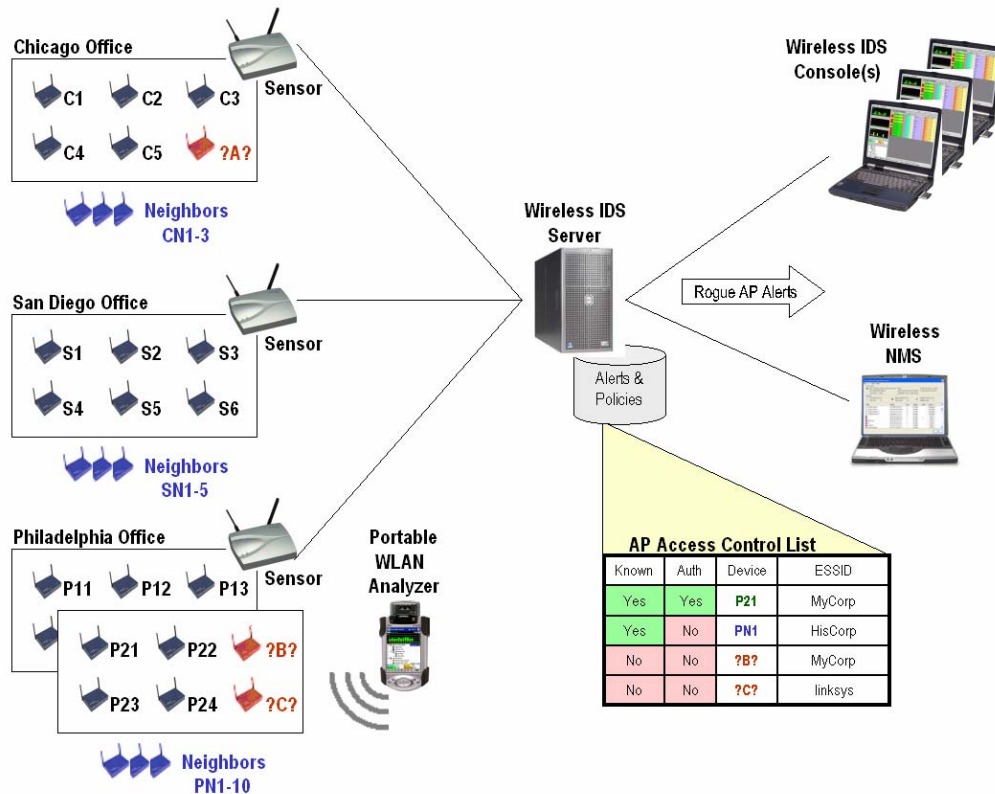 Chicago Office
Sensor
C1 C2 C3
C4 C5 ?A?
Neighbors
CN1-3
San Diego Office
Sensor
S1 S2 S3
S4 S5 S6
Neighbors
SN1-5
Philadelphia Office
Sensor
P11 P12 P13
P21 P22 ?B?
P23 P24 ?C?
Neighbors
PN1-10
Portable
WLAN
Analyzer
Wireless IDS
Server
Alerts &
Policies
Wireless IDS
Console(s)
Rogue AP Alerts
Wireless
NMS
AP Access Control List
Known Auth Device ESSID
Yes Yes P21 MyCorp
Yes No PN1 HisCorp
No No ?B? MyCorp
No No ?C? linksys